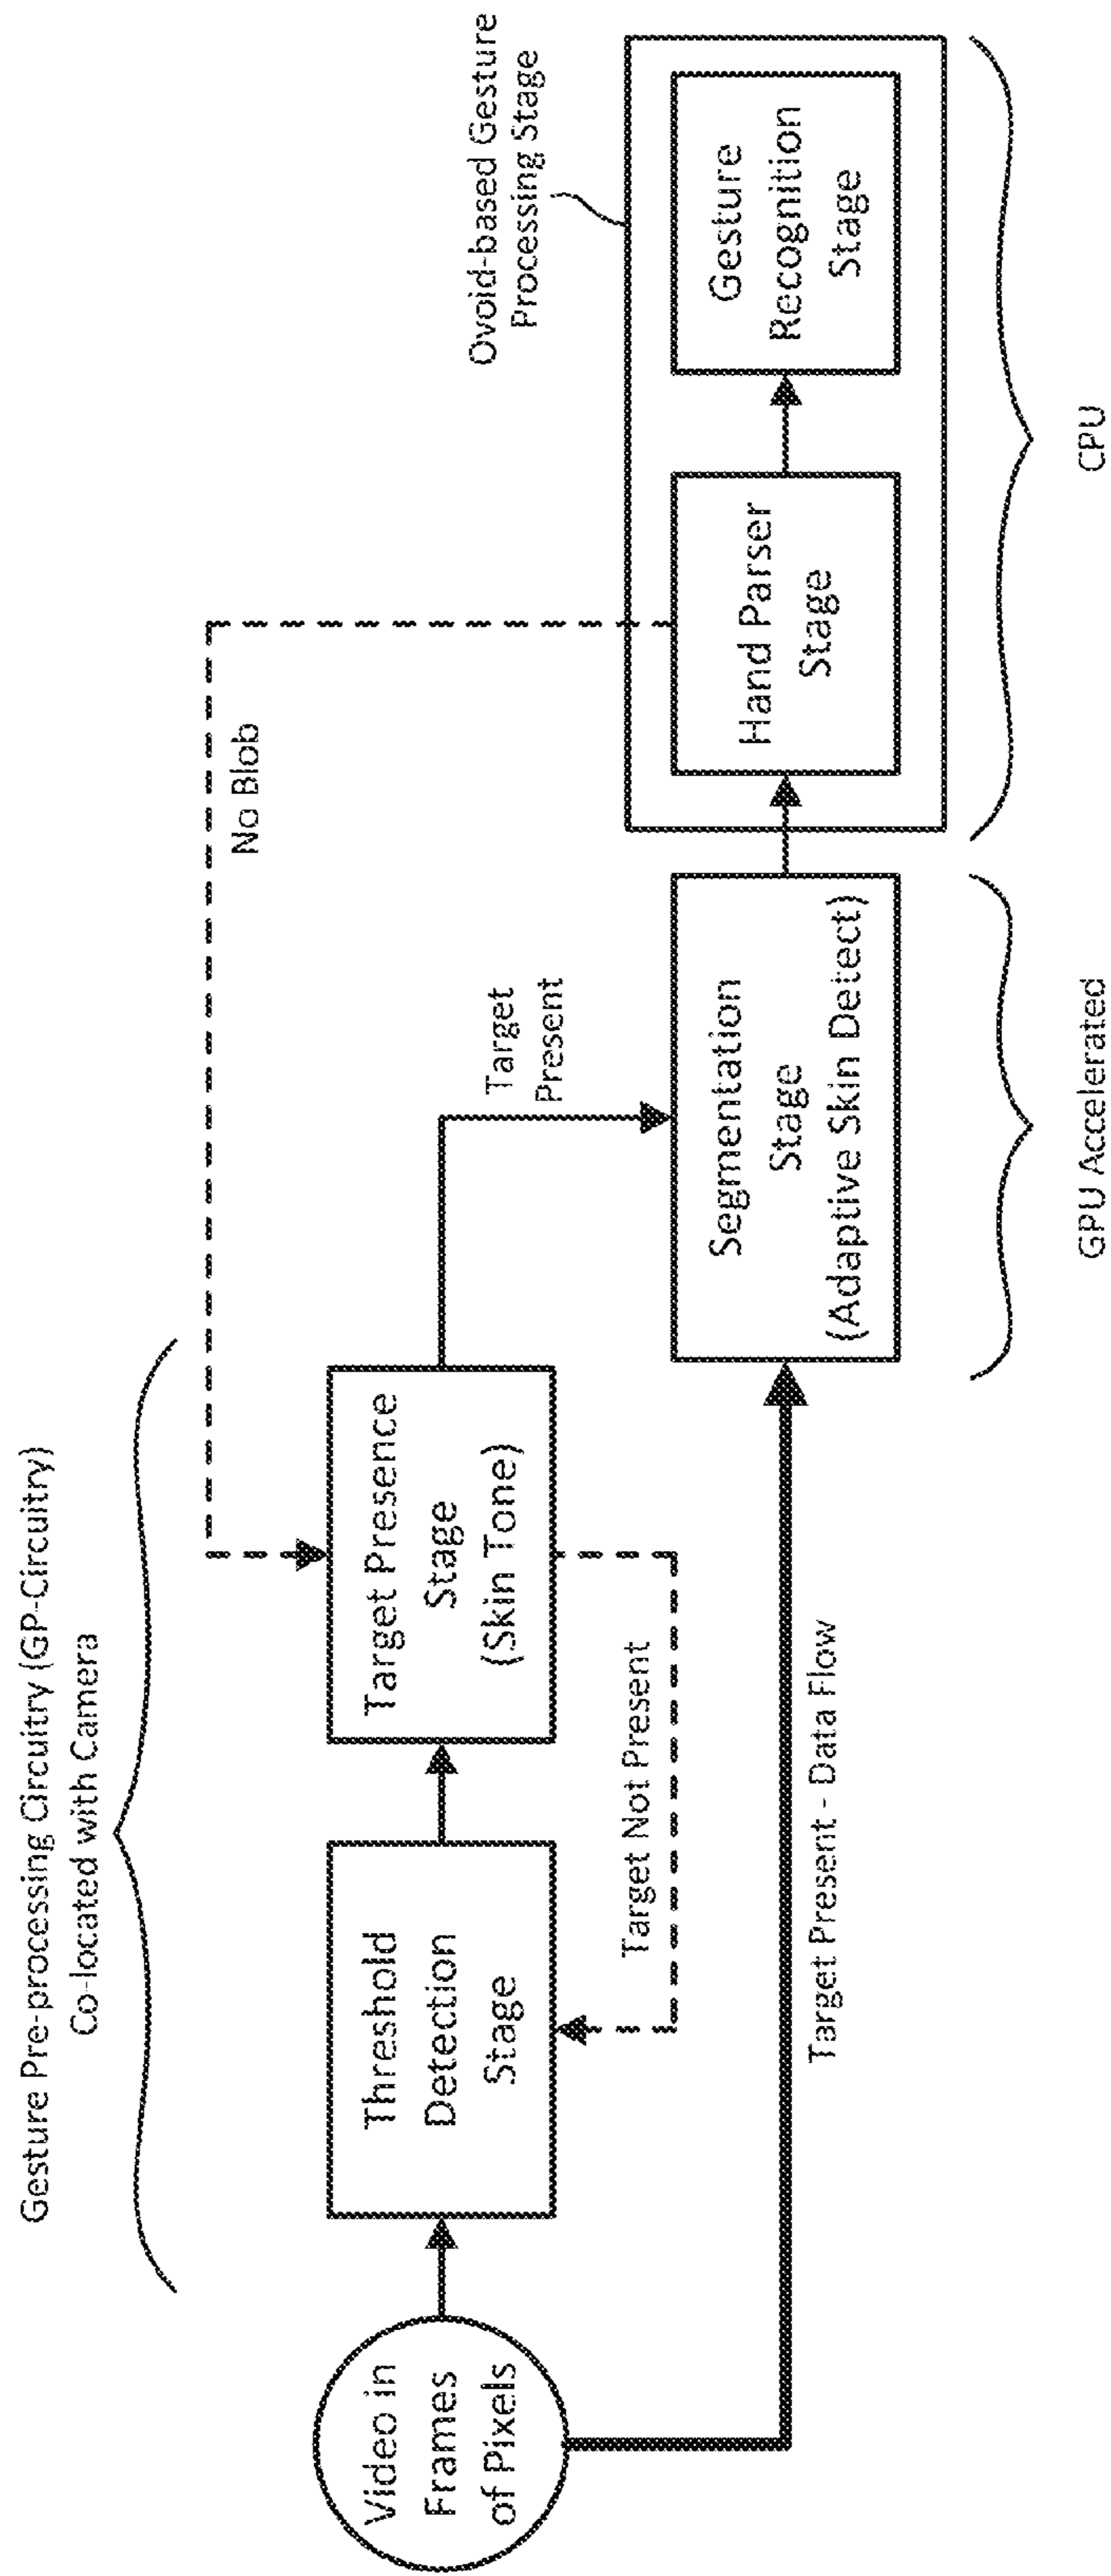 Gesture Pre-processing Circuitry (GP-Circuitry)
Co-located with Camera
Video in
Frames
of Pixels
Threshold
Detection
Stage
Target Presence
Stage
(Skin Tone)
Target Not Present
No Blob
Target
Present
Target Present - Data Flow
Segmentation
Stage
(Adaptive Skin Detect)
GPU Accelerated
Ovoid-based Gesture
Processing Stage
Hand Parser
Stage
Gesture
Recognition
Stage
CPU